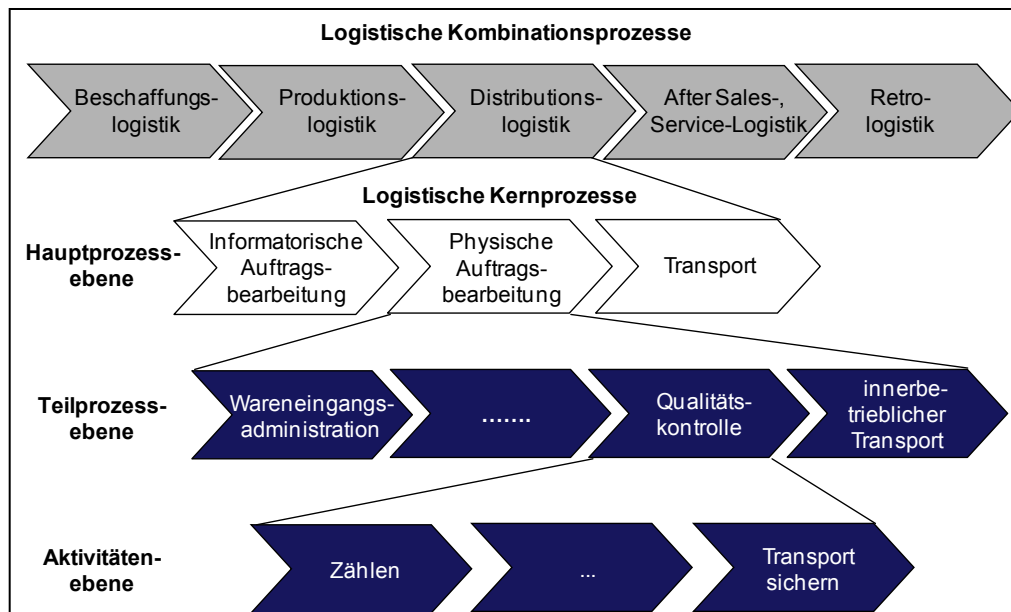 Logistische Kombinationsprozesse
Beschaffungs-
logistik
Produktions-
logistik
Distributions-
logistik
After Sales-,
Service-Logistik
Retro-
logistik
Logistische Kernprozesse
Hauptprozess-
ebene
Informatorische
Auftrags-
bearbeitung
Physische
Auftrags-
bearbeitung
Transport
Teilprozess-
ebene
Wareneingangs-
administration
.......
Qualitäts-
kontrolle
innerbe-
trieblicher
Transport
Aktivitäten-
ebene
Zählen
...
Transport
sichern